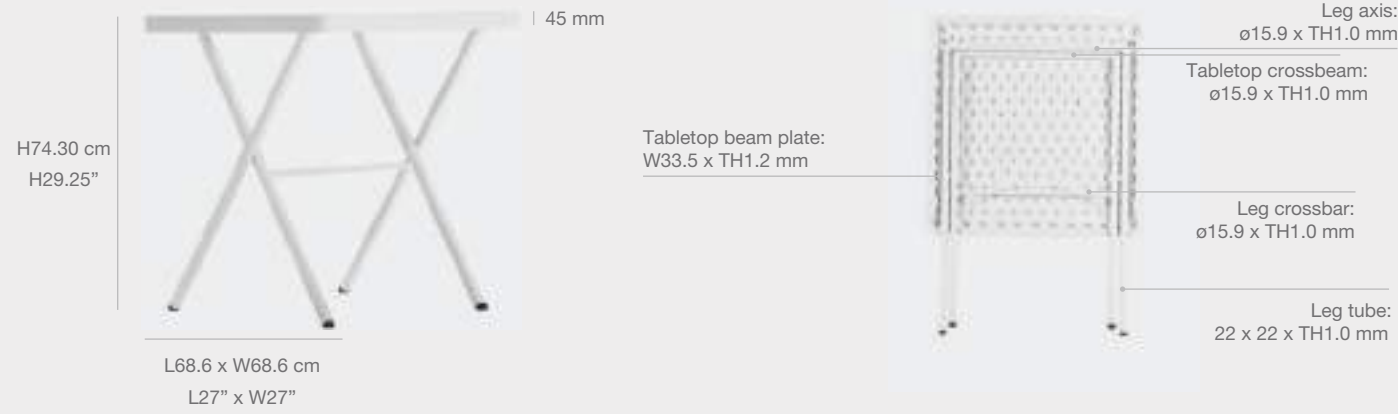 45 mm
H74.30 cm
H29.25”
L68.6 x W68.6 cm
L27” x W27”
Tabletop beam plate:
W33.5 x TH1.2 mm
Leg axis:
ø15.9 x TH1.0 mm
Tabletop crossbeam:
ø15.9 x TH1.0 mm
Leg crossbar:
ø15.9 x TH1.0 mm
Leg tube:
22 x 22 x TH1.0 mm